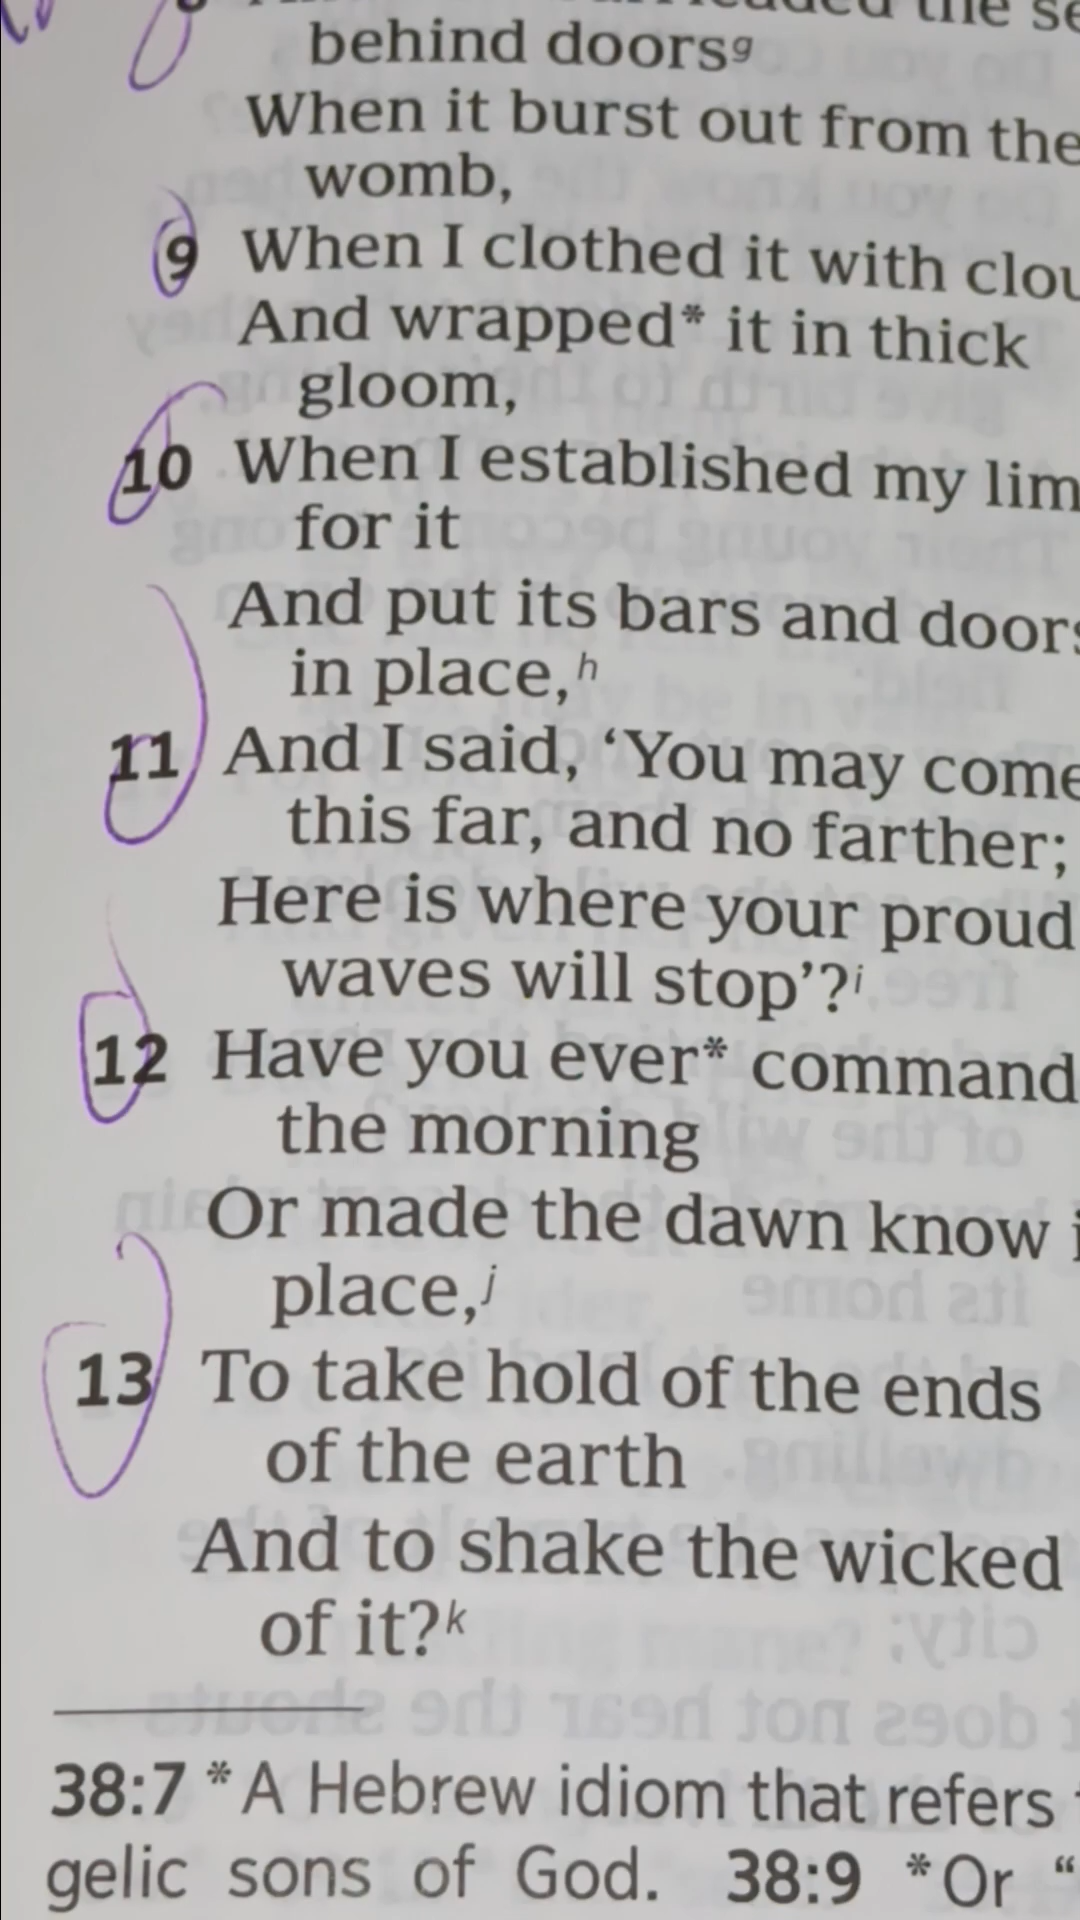 the
behind doorsᵍ
When it burst out from the
womb,
9 When I clothed it with
And wrapped* it in thick
gloom,
10 When I established my
for it
And put its bars and doors
in place,ʰ
11 And I said, ‘You may come
this far, and no farther;
Here is where your proud
waves will stop’?ⁱ
12 Have you ever* command
the morning
Or made the dawn know
place,ʲ
13 To take hold of the ends
of the earth
And to shake the wicked
of it?ᵏ
38:7 *A Hebrew idiom that refers
gelic sons of God. 38:9 *Or “